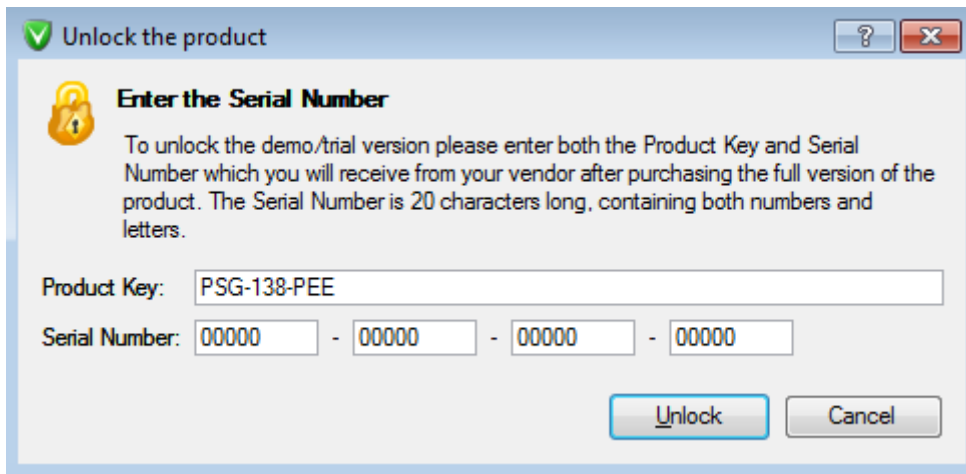 Unlock the product
?
Enter the Serial Number
To unlock the demo/trial version please enter both the Product Key and Serial
Number which you will receive from your vendor after purchasing the full version of the
product. The Serial Number is 20 characters long, containing both numbers and
letters.
Product Key: PSG-138-PEE
Serial Number: 00000 - 00000 - 00000 - 00000
Unlock Cancel